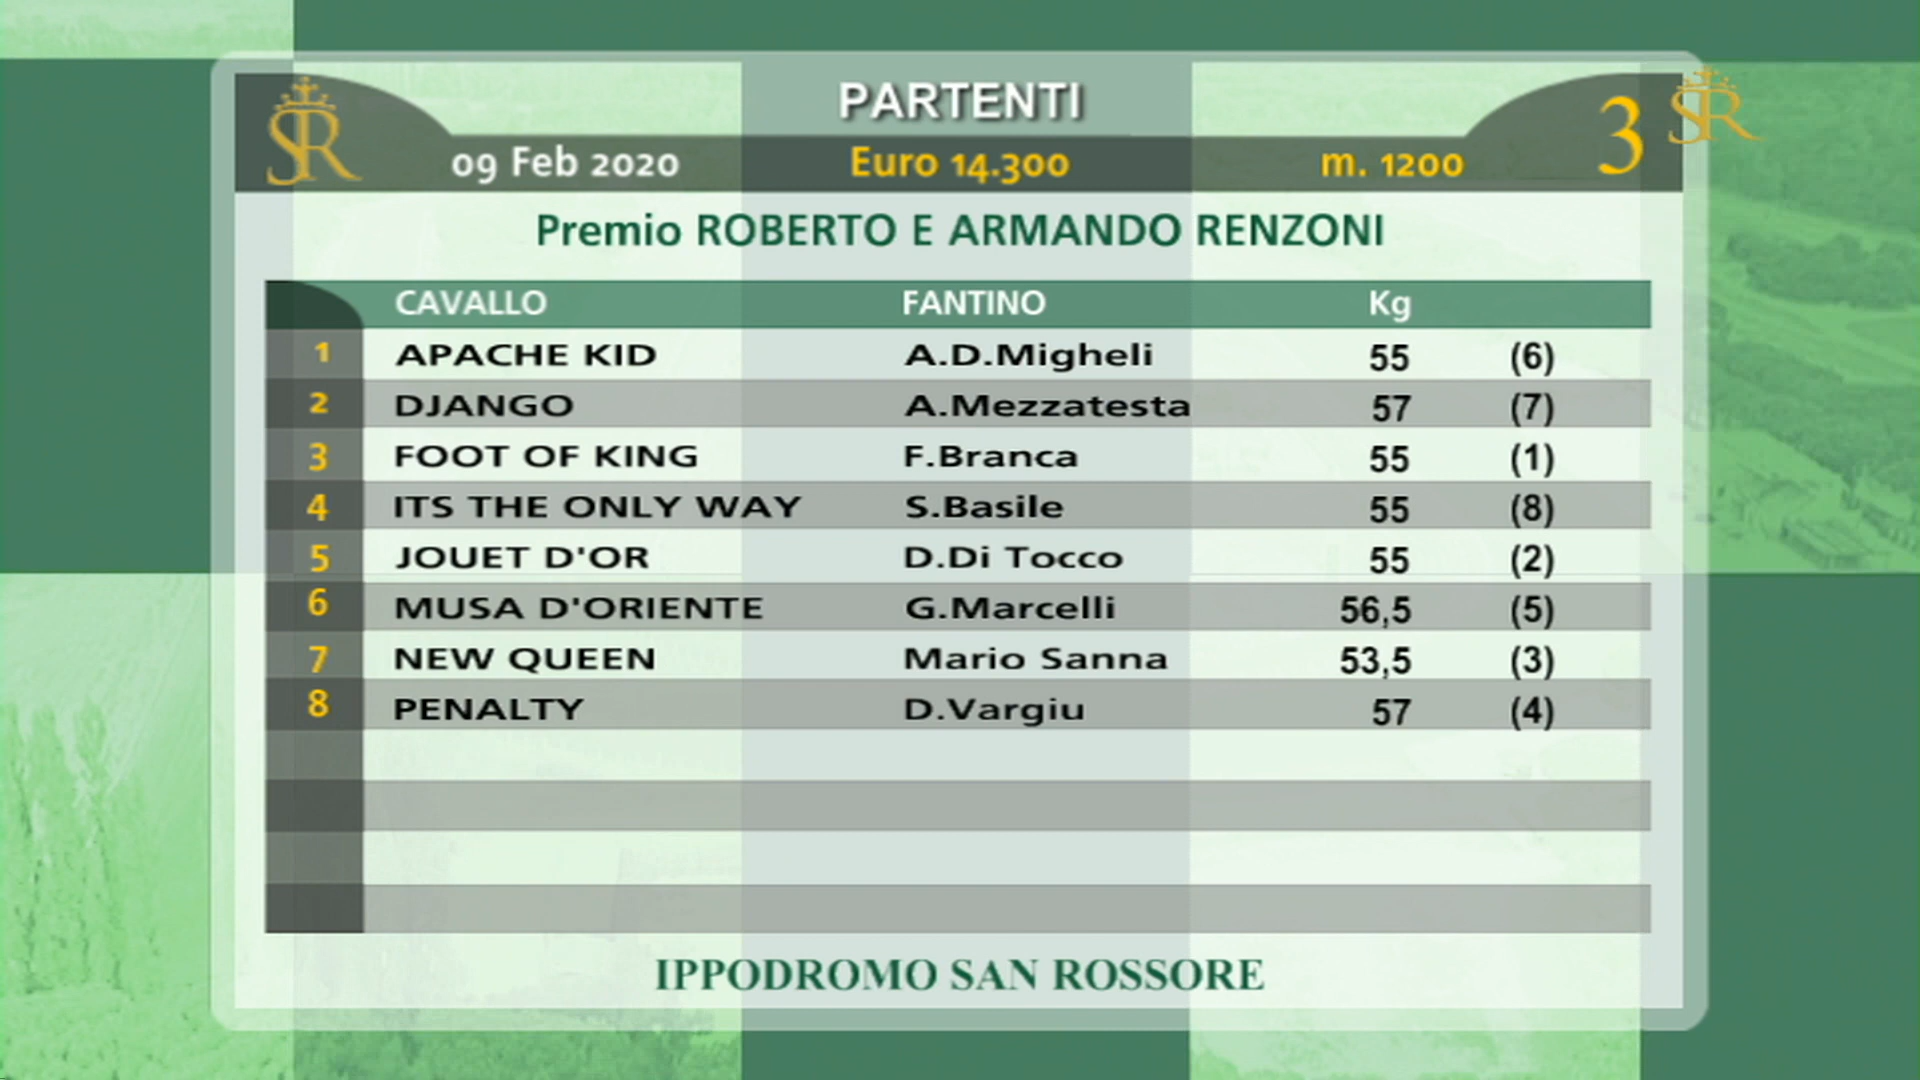 PARTENTI
SR 09 Feb 2020 Euro 14.300 m. 1200 3 SR
Premio ROBERTO E ARMANDO RENZONI
CAVALLO FANTINO Kg
1 APACHE KID A.D.Migheli 55 (6)
2 DJANGO A.Mezzatesta 57 (7)
3 FOOT OF KING F.Branca 55 (1)
4 ITS THE ONLY WAY S.Basile 55 (8)
5 JOUET D'OR D.Di Tocco 55 (2)
6 MUSA D'ORIENTE G.Marcelli 56,5 (5)
7 NEW QUEEN Mario Sanna 53,5 (3)
8 PENALTY D.Vargiu 57 (4)
IPPODROMO SAN ROSSORE